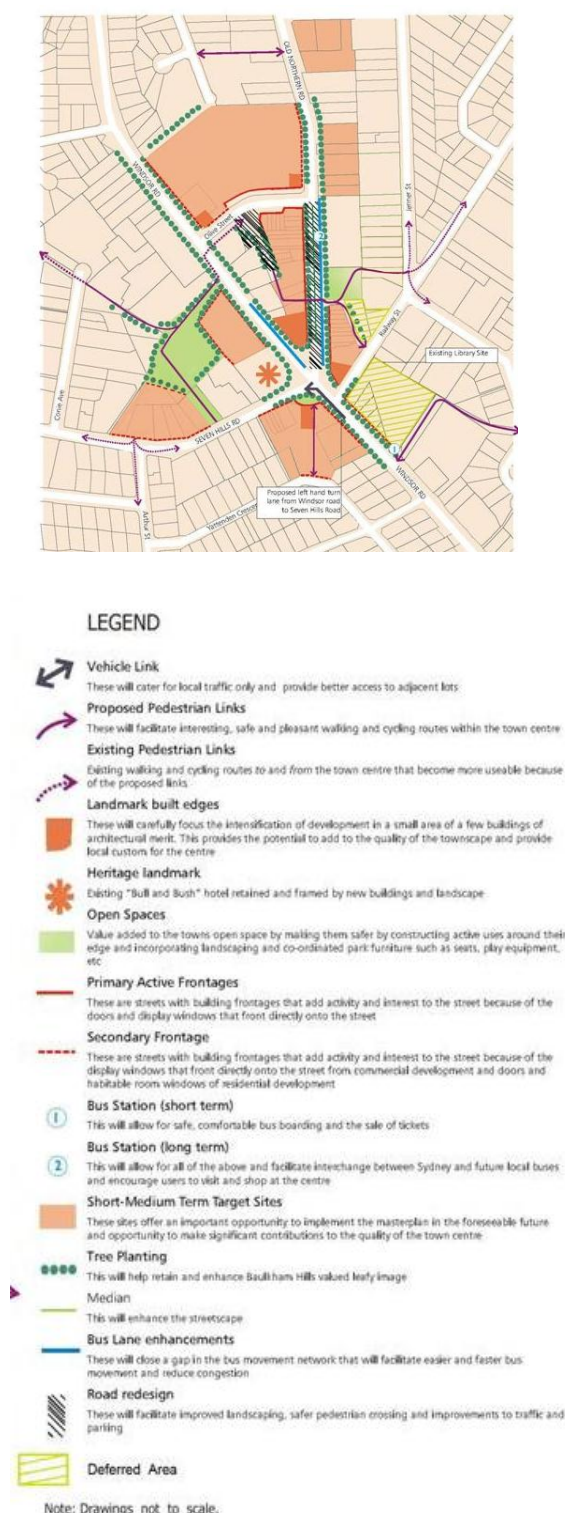 OLD NORTHERN RD
WINDSOR RD
Jenner St
Olive Street
2
Railway St
Existing Library Site
Conie Ave
SEVEN HILLS RD
1
WINDSOR RD
Proposed left hand turn
lane from Windsor road
to Seven Hills Road
Arthur St
Yattenden Crescent
LEGEND
Vehicle Link
These will cater for local traffic only and provide better access to adjacent lots
Proposed Pedestrian Links
These will facilitate interesting, safe and pleasant walking and cycling routes within the town centre
Existing Pedestrian Links
Existing walking and cycling routes to and from the town centre that become more useable because
of the proposed links
Landmark built edges
These will carefully focus the intensification of development in a small area of a few buildings of
architectural merit. This provides the potential to add to the quality of the townscape and provide
local custom for the centre
Heritage landmark
Existing "Bull and Bush" hotel retained and framed by new buildings and landscape
Open Spaces
Value added to the towns open space by making them safer by constructing active uses around their
edge and incorporating landscaping and co-ordinated park furniture such as seats, play equipment,
etc
Primary Active Frontages
These are streets with building frontages that add activity and interest to the street because of the
doors and display windows that front directly onto the street
Secondary Frontage
These are streets with building frontages that add activity and interest to the street because of the
display windows that front directly onto the street from commercial development and doors and
habitable room windows of residential development
1
Bus Station (short term)
This will allow for safe, comfortable bus boarding and the sale of tickets
2
Bus Station (long term)
This will allow for all of the above and facilitate interchange between Sydney and future local buses
and encourage users to visit and shop at the centre
Short-Medium Term Target Sites
These sites offer an important opportunity to implement the masterplan in the foreseeable future
and opportunity to make significant contributions to the quality of the town centre
Tree Planting
This will help retain and enhance Baulkham Hills valued leafy image
Median
This will enhance the streetscape
Bus Lane enhancements
These will close a gap in the bus movement network that will facilitate easier and faster bus
movement and reduce congestion
Road redesign
These will facilitate improved landscaping, safer pedestrian crossing and improvements to traffic and
parking
Deferred Area
Note: Drawings not to scale.